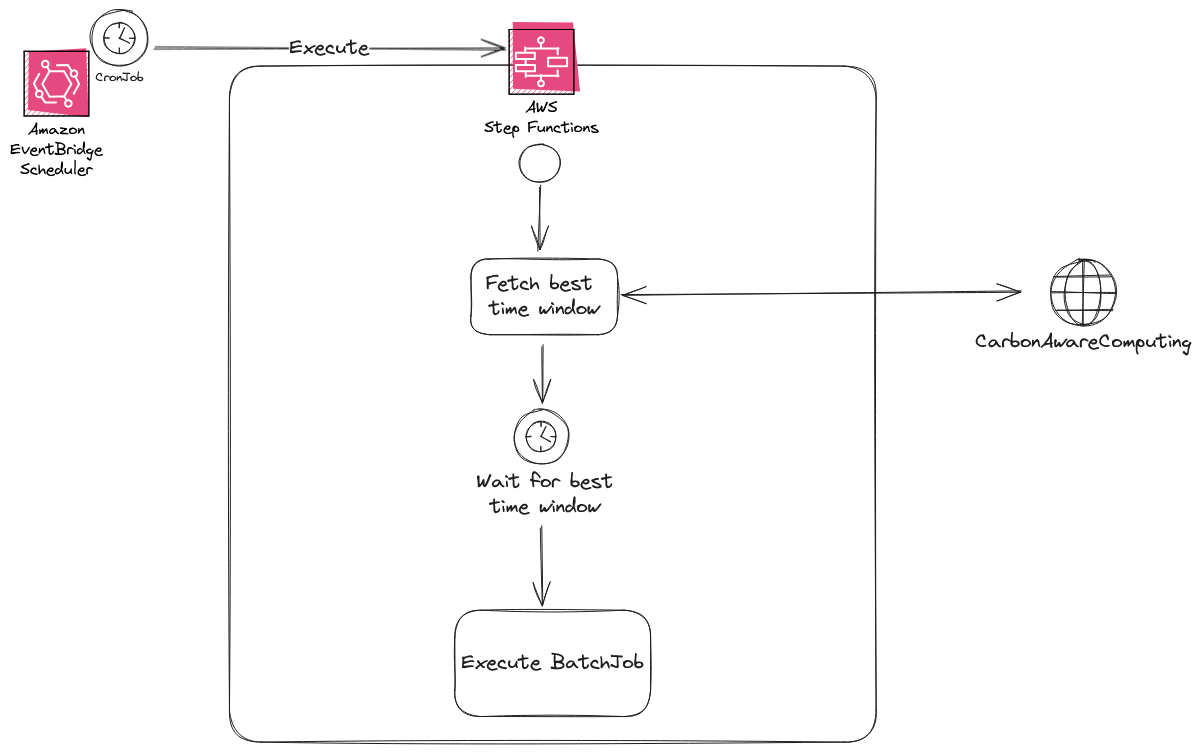 Execute
CronJob
Amazon
EventBridge
Scheduler
AWS
Step Functions
Fetch best
time window
CarbonAwareComputing
Wait for best
time window
Execute BatchJob